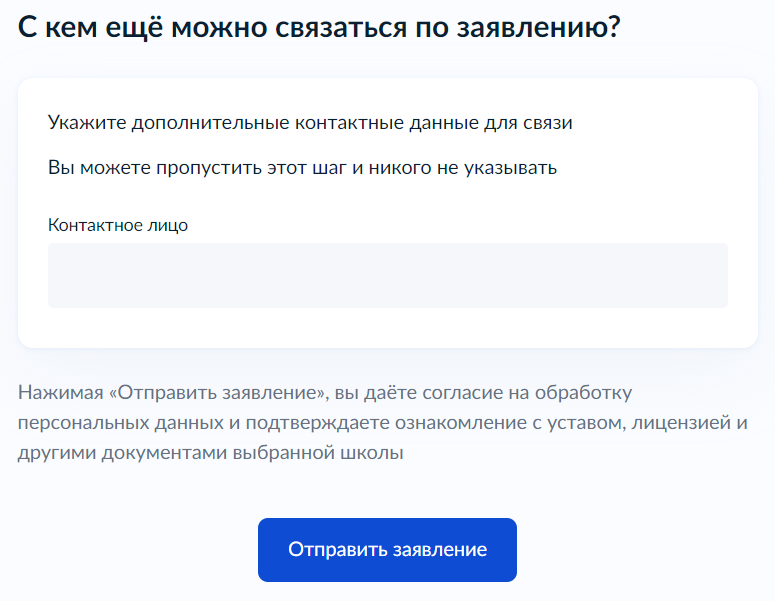 С кем ещё можно связаться по заявлению?
Укажите дополнительные контактные данные для связи
Вы можете пропустить этот шаг и никого не указывать
Контактное лицо
Нажимая «Отправить заявление», вы даёте согласие на обработку
персональных данных и подтверждаете ознакомление с уставом, лицензией и
другими документами выбранной школы
Отправить заявление